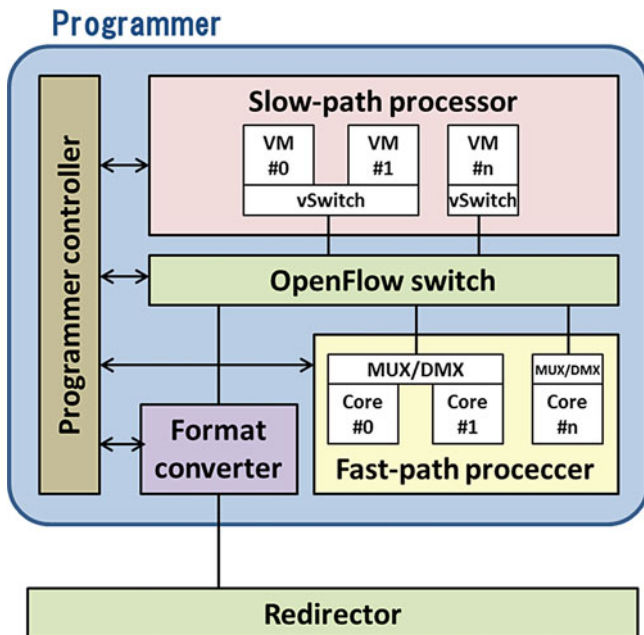 Programmer
Programmer controller
Slow-path processor
VM #0
VM #1
VM #n
vSwitch
vSwitch
OpenFlow switch
MUX/DMX
MUX/DMX
Core #0
Core #1
Core #n
Fast-path proceccer
Format converter
Redirector